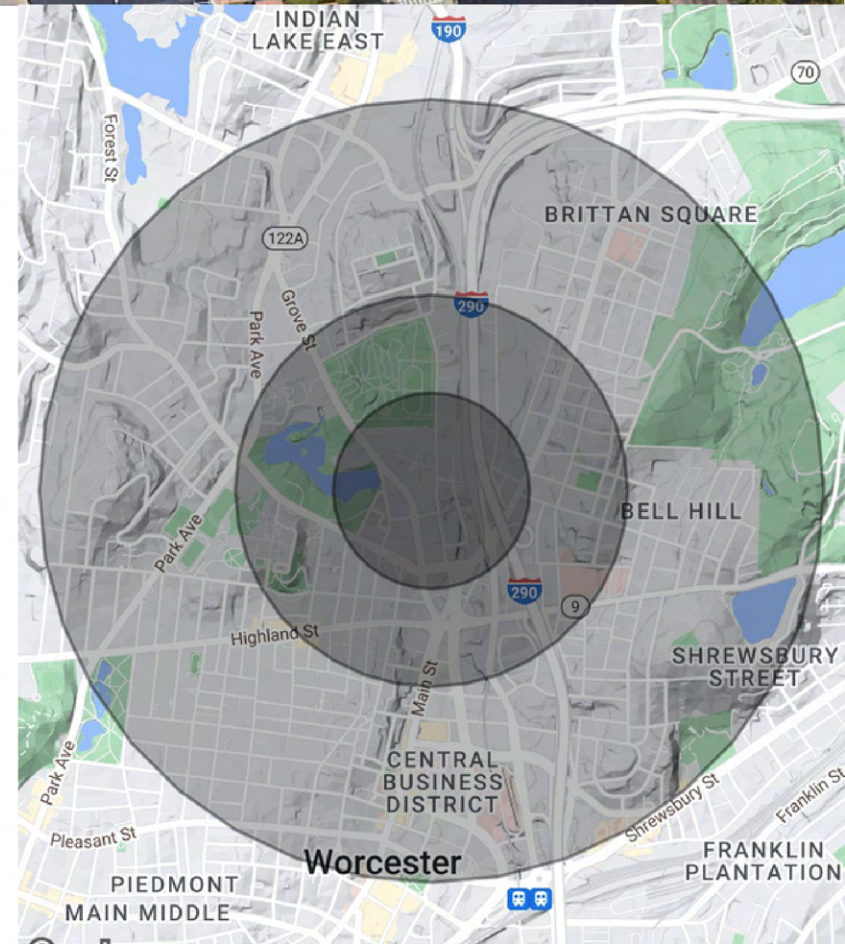 INDIAN
LAKE EAST
190
70
Forest St
BRITTAN SQUARE
122A
Grove St
290
Park Ave
BELL HILL
Park Ave
290
9
Highland St
SHREWSBURY
STREET
Main St
CENTRAL
BUSINESS
DISTRICT
Park Ave
Shrewsbury St
Franklin St
Pleasant St
Worcester
FRANKLIN
PLANTATION
PIEDMONT
MAIN MIDDLE